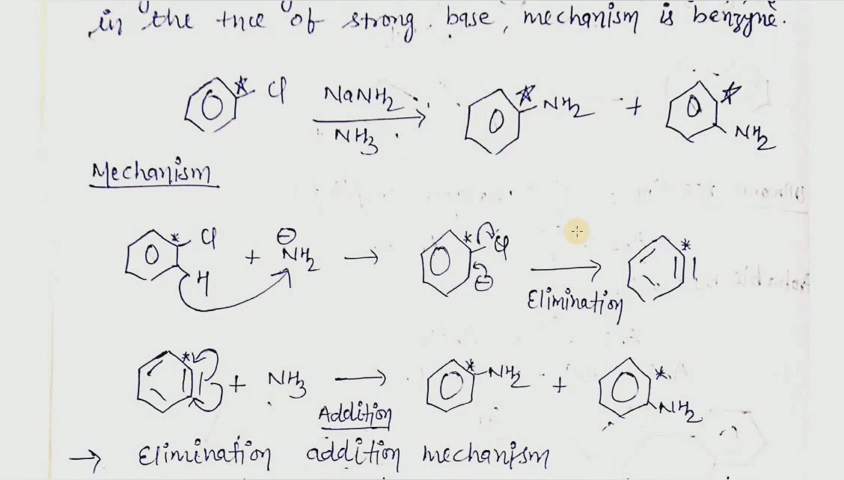 in the +nce of strong base, mechanism is benzyne.
* Cl NaNH2 * NH2 + * NH2
NH3
Mechanism
* Cl H + ⊖NH2 → * Cl ⊖ → *
Elimination
* + NH3 → * NH2 + * NH2
Addition
→ Elimination addition mechanism